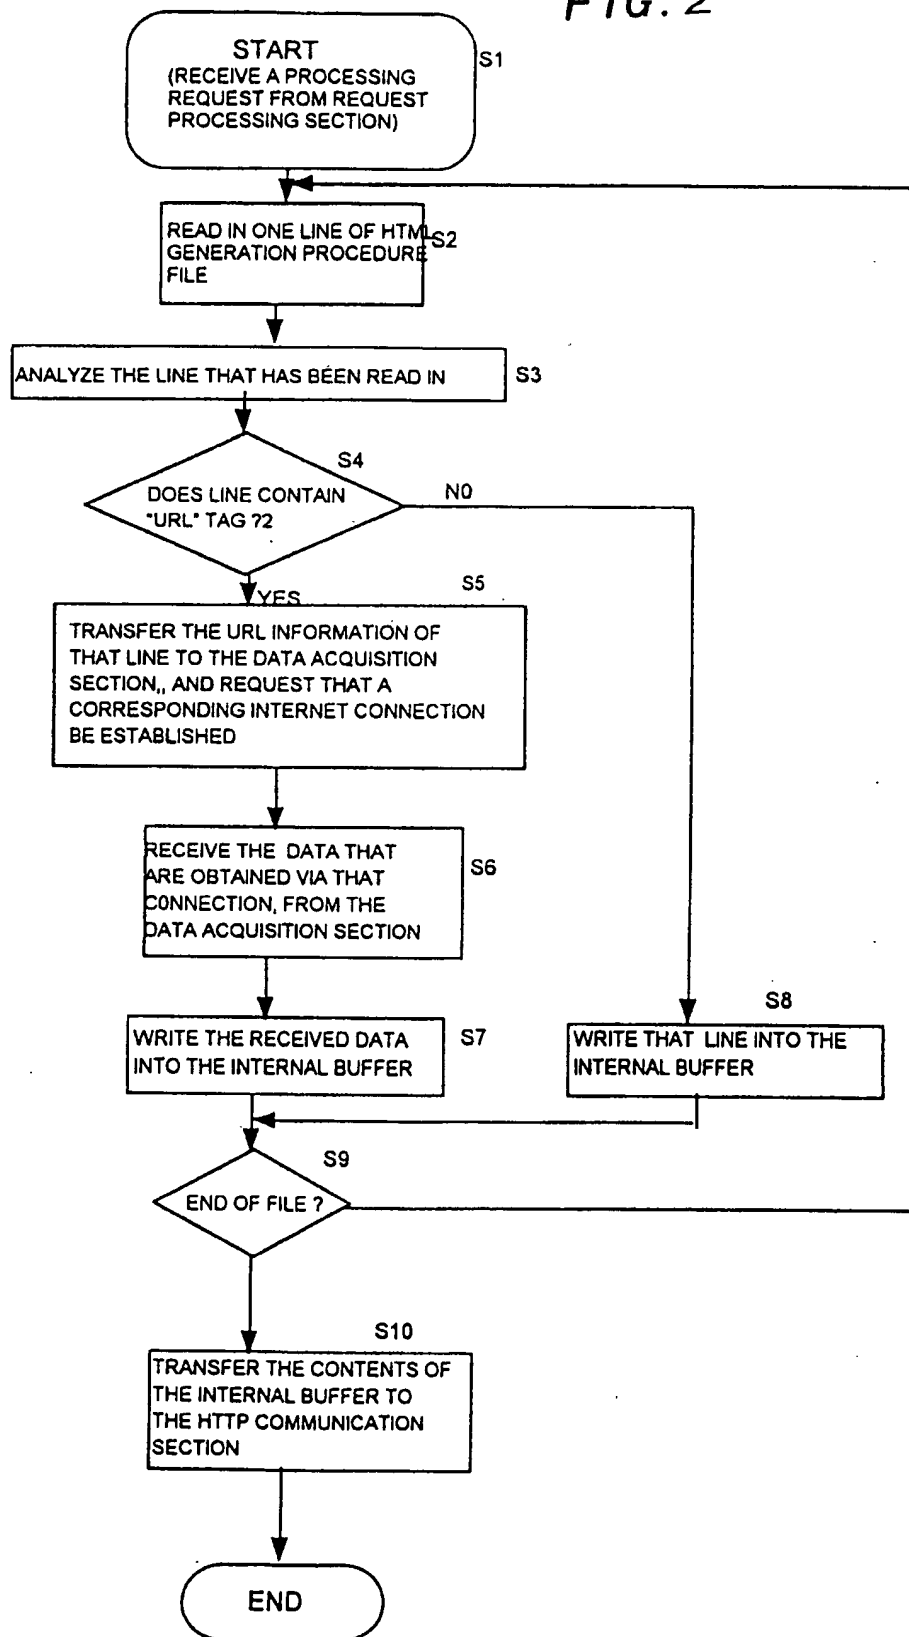 FIG. 2
START
(RECEIVE A PROCESSING
REQUEST FROM REQUEST
PROCESSING SECTION)
S1
READ IN ONE LINE OF HTML
GENERATION PROCEDURE
FILE
S2
ANALYZE THE LINE THAT HAS BEEN READ IN
S3
S4
DOES LINE CONTAIN
"URL" TAG ?2
N0
YES
S5
TRANSFER THE URL INFORMATION OF
THAT LINE TO THE DATA ACQUISITION
SECTION,, AND REQUEST THAT A
CORRESPONDING INTERNET CONNECTION
BE ESTABLISHED
RECEIVE THE DATA THAT
ARE OBTAINED VIA THAT
C0NNECTION, FROM THE
DATA ACQUISITION SECTION
S6
WRITE THE RECEIVED DATA
INTO THE INTERNAL BUFFER
S7
S8
WRITE THAT LINE INTO THE
INTERNAL BUFFER
S9
END OF FILE ?
S10
TRANSFER THE CONTENTS OF
THE INTERNAL BUFFER TO
THE HTTP COMMUNICATION
SECTION
END